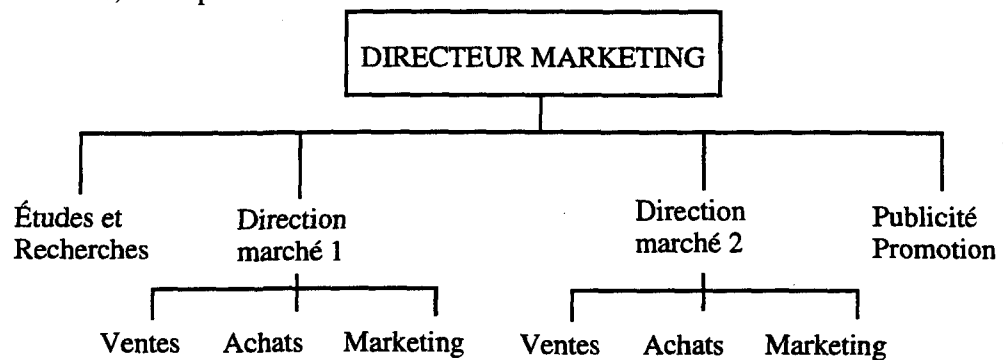 DIRECTEUR MARKETING
Études et
Recherches
Direction
marché 1
Direction
marché 2
Publicité
Promotion
Ventes Achats Marketing
Ventes Achats Marketing